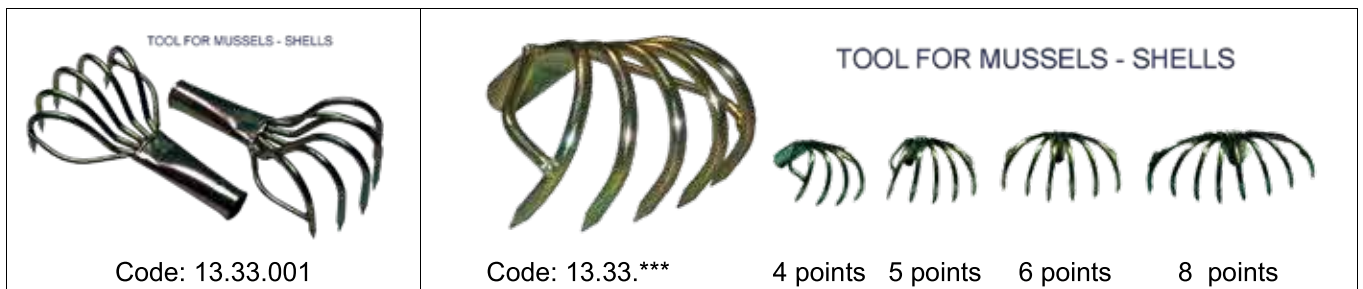 TOOL FOR MUSSELS - SHELLS
Code: 13.33.001
TOOL FOR MUSSELS - SHELLS
Code: 13.33.*** 4 points 5 points 6 points 8 points